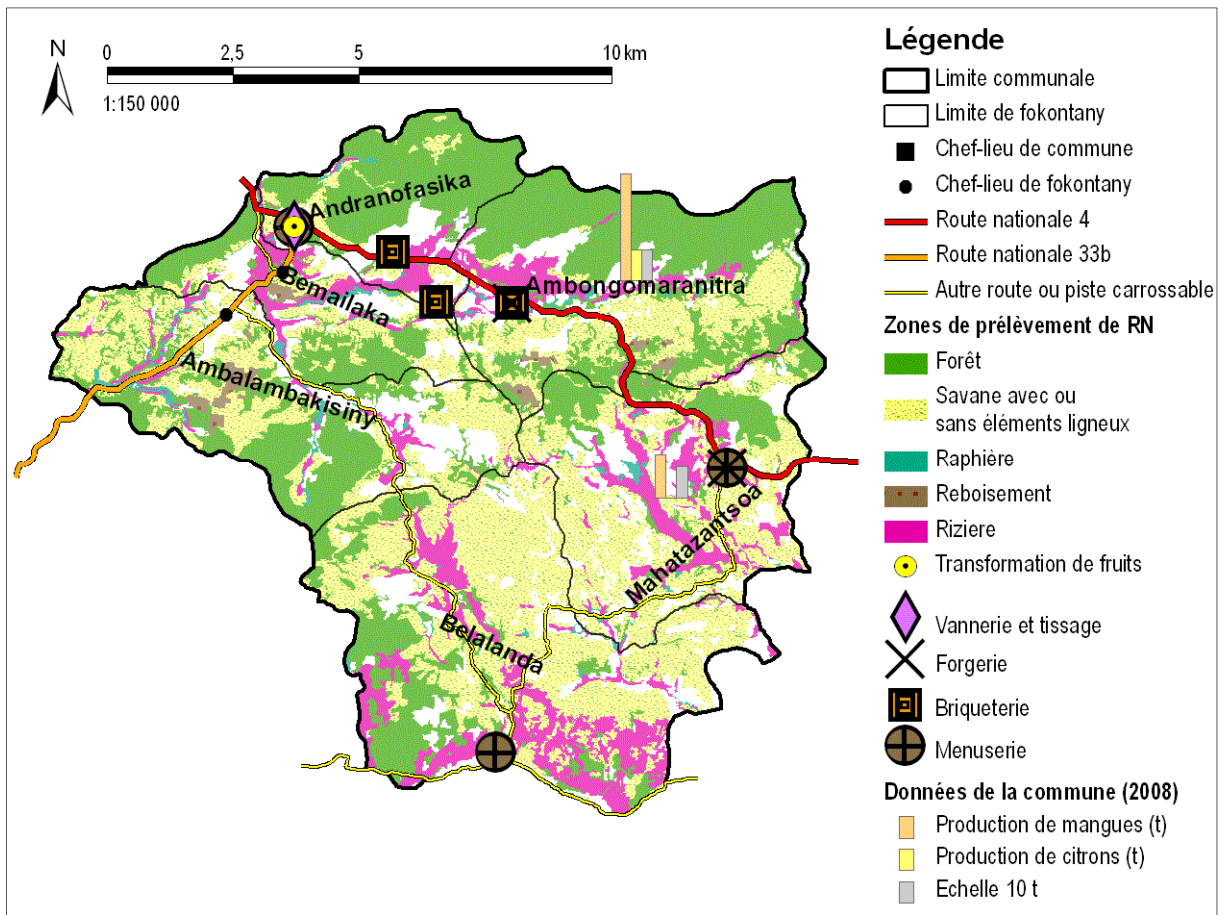 N
0 2,5 5 10 km
1:150 000
Andranofasika
Bemailaka
Ambongomaranitra
Ambalambakisiny
Mahatazantsoa
Belalanda
Légende
Limite communale
Limite de fokontany
Chef-lieu de commune
Chef-lieu de fokontany
Route nationale 4
Route nationale 33b
Autre route ou piste carrossable
Zones de prélèvement de RN
Forêt
Savane avec ou
sans éléments ligneux
Raphière
Reboisement
Riziere
Transformation de fruits
Vannerie et tissage
Forgerie
Briqueterie
Menuserie
Données de la commune (2008)
Production de mangues (t)
Production de citrons (t)
Echelle 10 t